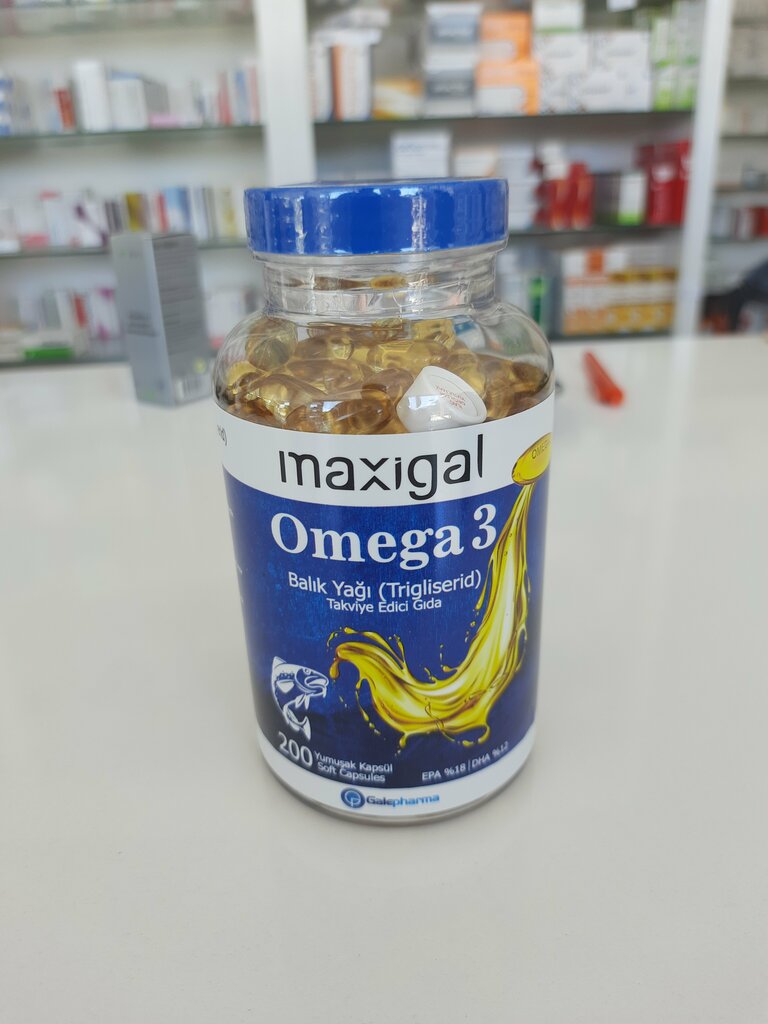 maxigal
OMEGA
Omega 3
Balık Yağı (Trigliserid)
Takviye Edici Gıda
200 Yumuşak Kapsül
Soft Capsules
EPA %18 | DHA %12
Galepharma